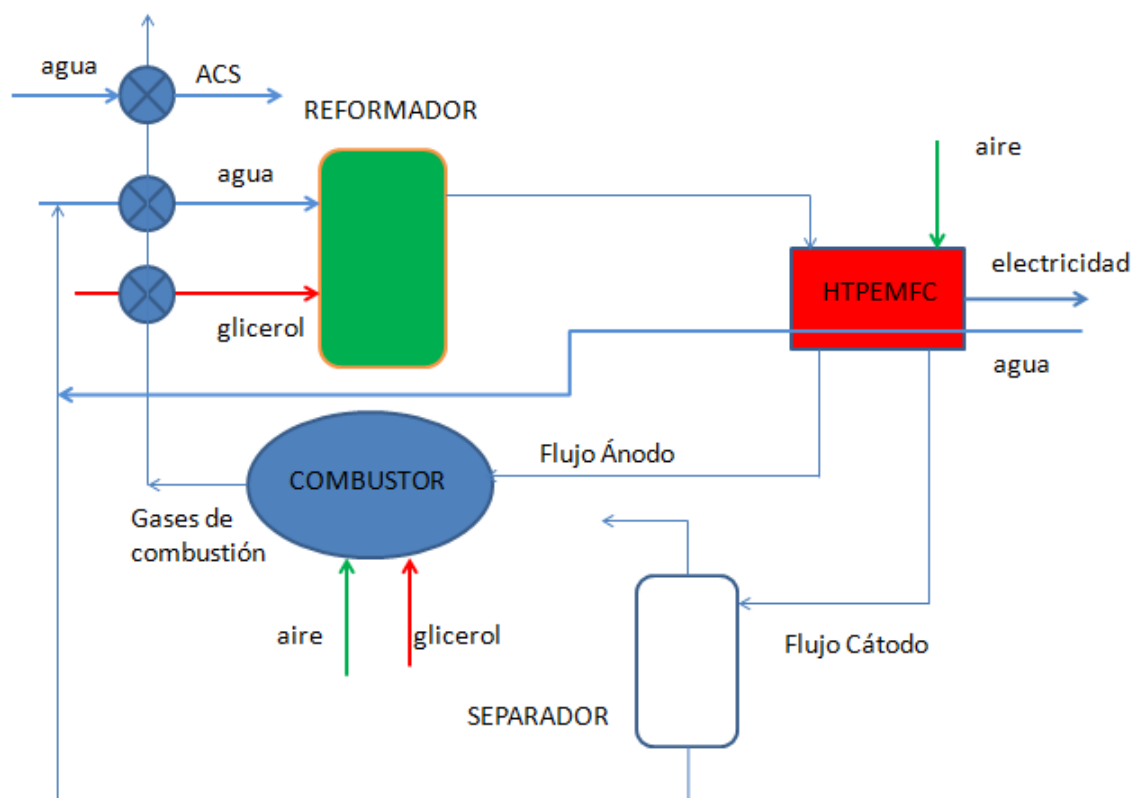 agua
ACS
REFORMADOR
aire
agua
electricidad
HTPEMFC
glicerol
agua
Flujo Ánodo
COMBUSTOR
Gases de
combustión
aire
glicerol
Flujo Cátodo
SEPARADOR